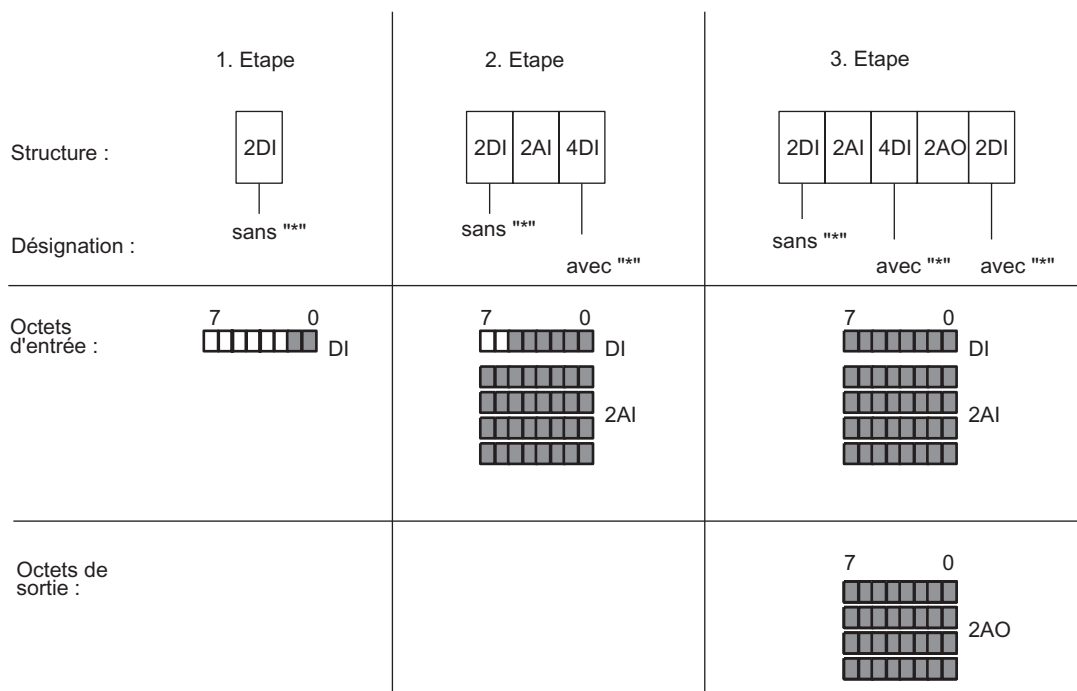 1. Etape 2. Etape 3. Etape
Structure : 2DI 2DI 2AI 4DI 2DI 2AI 4DI 2AO 2DI
Désignation : sans "*" sans "*" avec "*" sans "*" avec "*" avec "*"
Octets
d'entrée :
7 0 7 0 7 0
DI DI DI
2AI 2AI
Octets de
sortie :
7 0
2AO